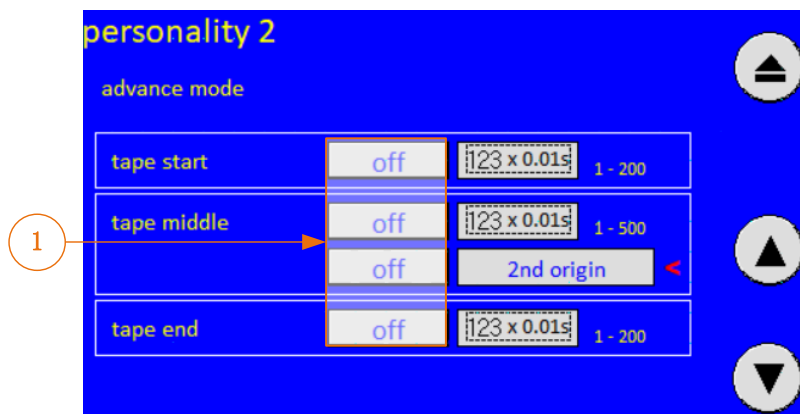 personality 2
advance mode
tape start off 123 x 0.01s 1 - 200
tape middle off 123 x 0.01s 1 - 500
off 2nd origin <
tape end off 123 x 0.01s 1 - 200
1